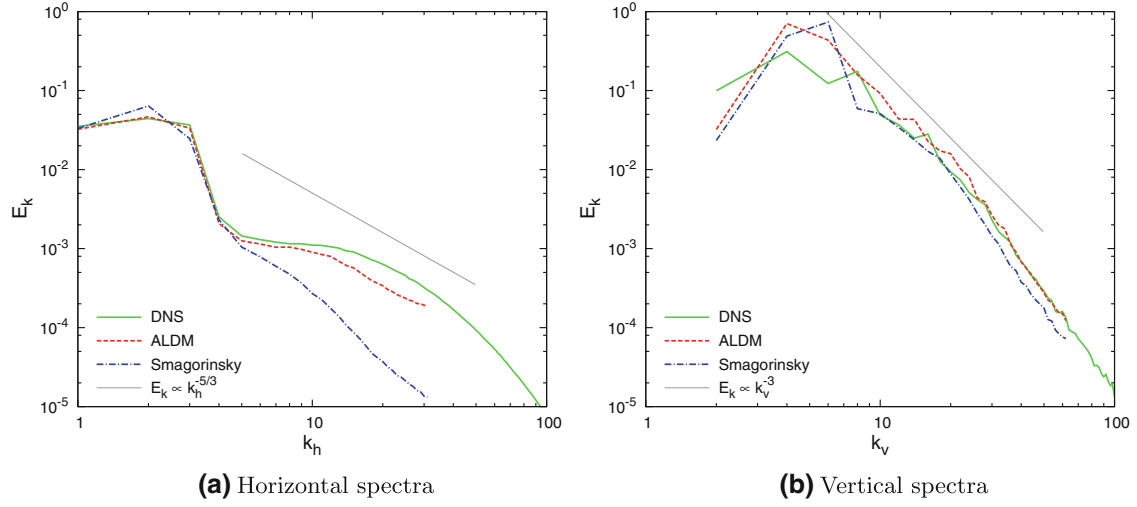 10^0
10^-1
10^-2
10^-3
10^-4
10^-5
E_k
DNS
ALDM
Smagorinsky
E_k ∝ k_h^-5/3
1
10
100
k_h
(a) Horizontal spectra
10^0
10^-1
10^-2
10^-3
10^-4
10^-5
E_k
DNS
ALDM
Smagorinsky
E_k ∝ k_v^-3
1
10
100
k_v
(b) Vertical spectra